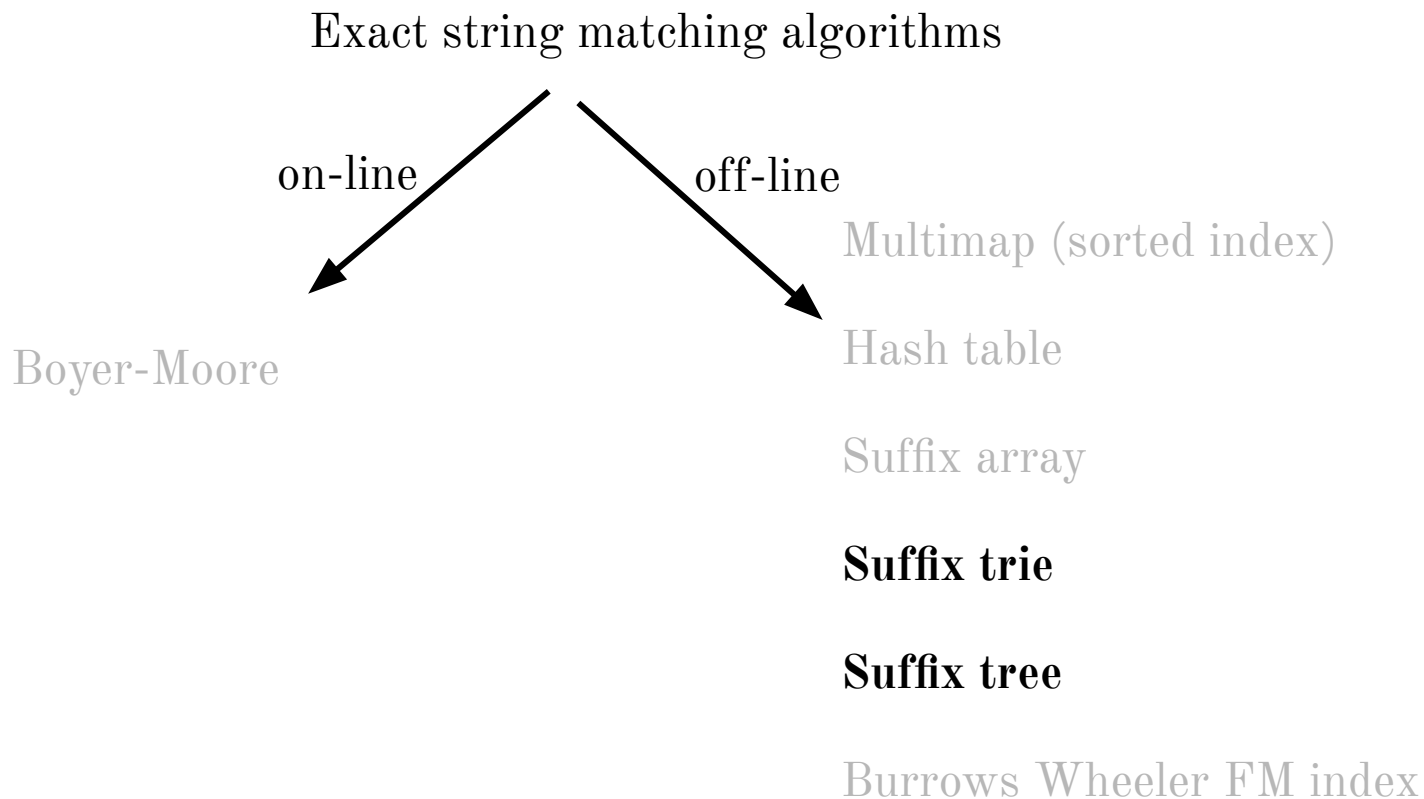 Exact string matching algorithms
on-line
off-line
Multimap (sorted index)
Hash table
Boyer-Moore
Suffix array
Suffix trie
Suffix tree
Burrows Wheeler FM index